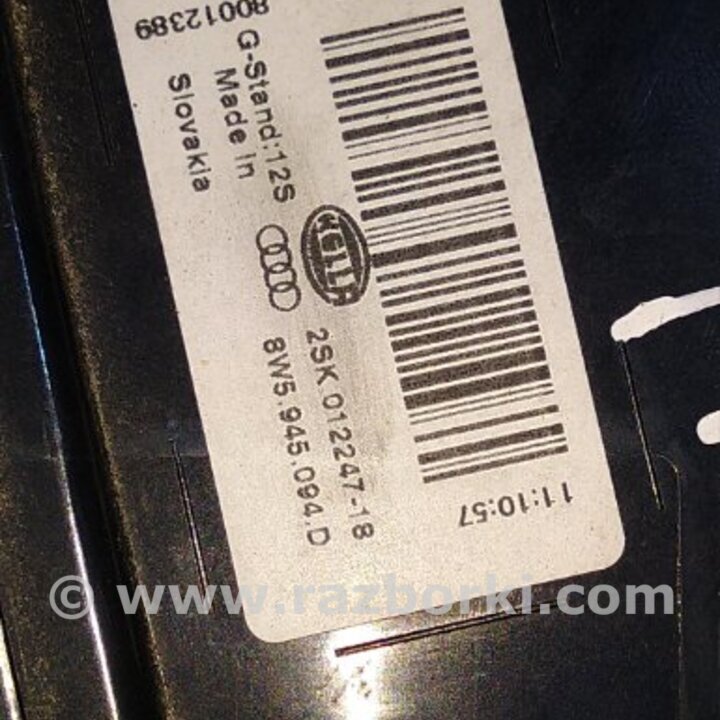 11:10:57
HELLA
2SK 012247-18
8W5.945.094.D
G-Stand:12S
Made in
Slovakia
80012389
© www.razborki.com